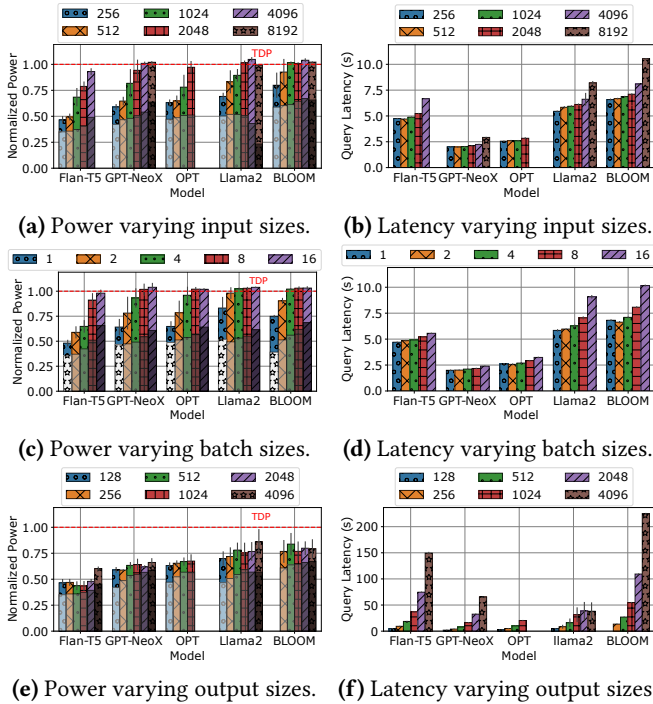 256 1024 4096
512 2048 8192
TDP
Normalized Power
1.00
0.75
0.50
0.25
0.00
Flan-T5 GPT-NeoX OPT Llama2 BLOOM
Model
(a) Power varying input sizes.
256 1024 4096
512 2048 8192
Query Latency (s)
10.0
7.5
5.0
2.5
0.0
Flan-T5 GPT-NeoX OPT Llama2 BLOOM
Model
(b) Latency varying input sizes.
1 2 4 8 16
TDP
Normalized Power
1.00
0.75
0.50
0.25
0.00
Flan-T5 GPT-NeoX OPT Llama2 BLOOM
Model
(c) Power varying batch sizes.
1 2 4 8 16
Query Latency (s)
10.0
7.5
5.0
2.5
0.0
Flan-T5 GPT-NeoX OPT Llama2 BLOOM
Model
(d) Latency varying batch sizes.
128 512 2048
256 1024 4096
TDP
Normalized Power
1.00
0.75
0.50
0.25
0.00
Flan-T5 GPT-NeoX OPT Llama2 BLOOM
Model
(e) Power varying output sizes.
128 512 2048
256 1024 4096
Query Latency (s)
200
150
100
50
0
Flan-T5 GPT-NeoX OPT llama2 BLOOM
Model
(f) Latency varying output sizes